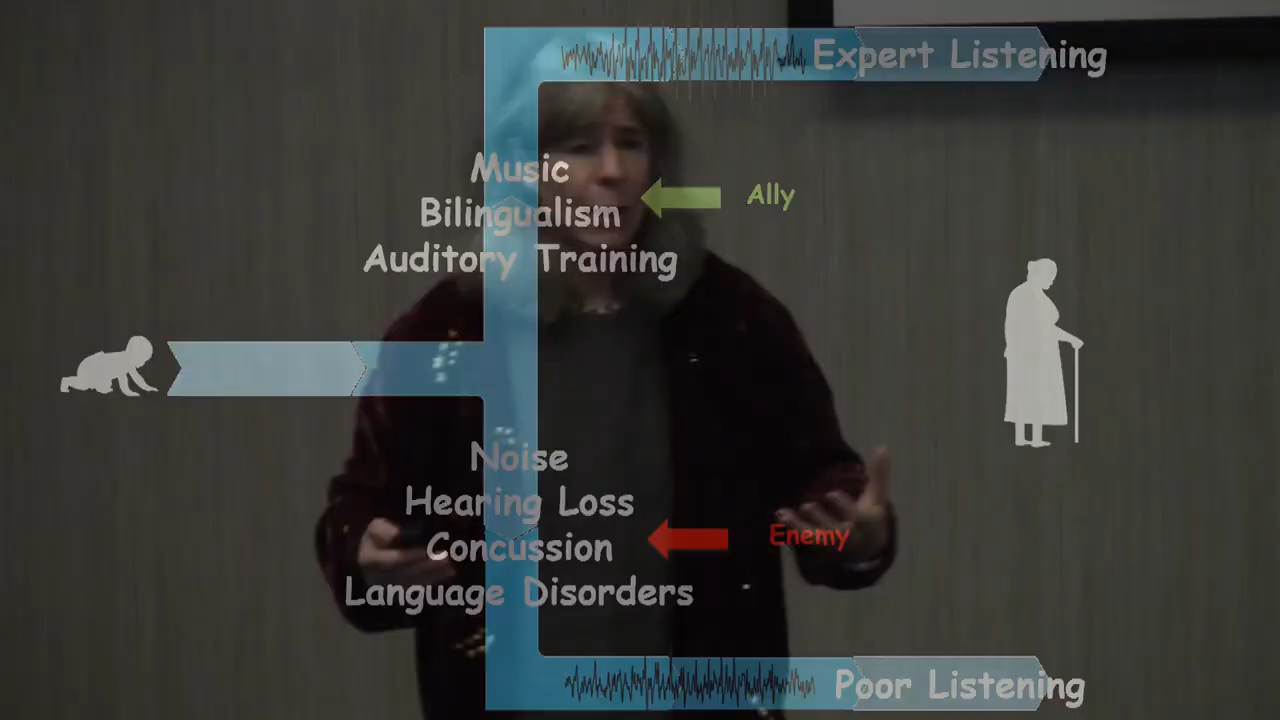 Expert Listening
Music
Bilingualism
Auditory Training
Ally
Noise
Hearing Loss
Concussion
Language Disorders
Enemy
Poor Listening